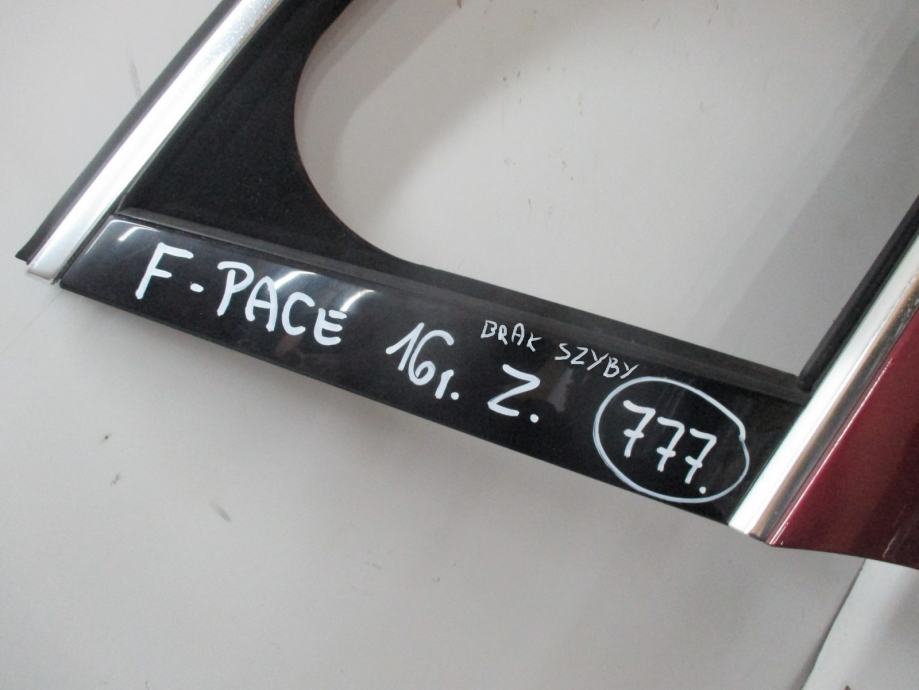 F-PACE 16r. Z.
BRAK SZYBY
777.